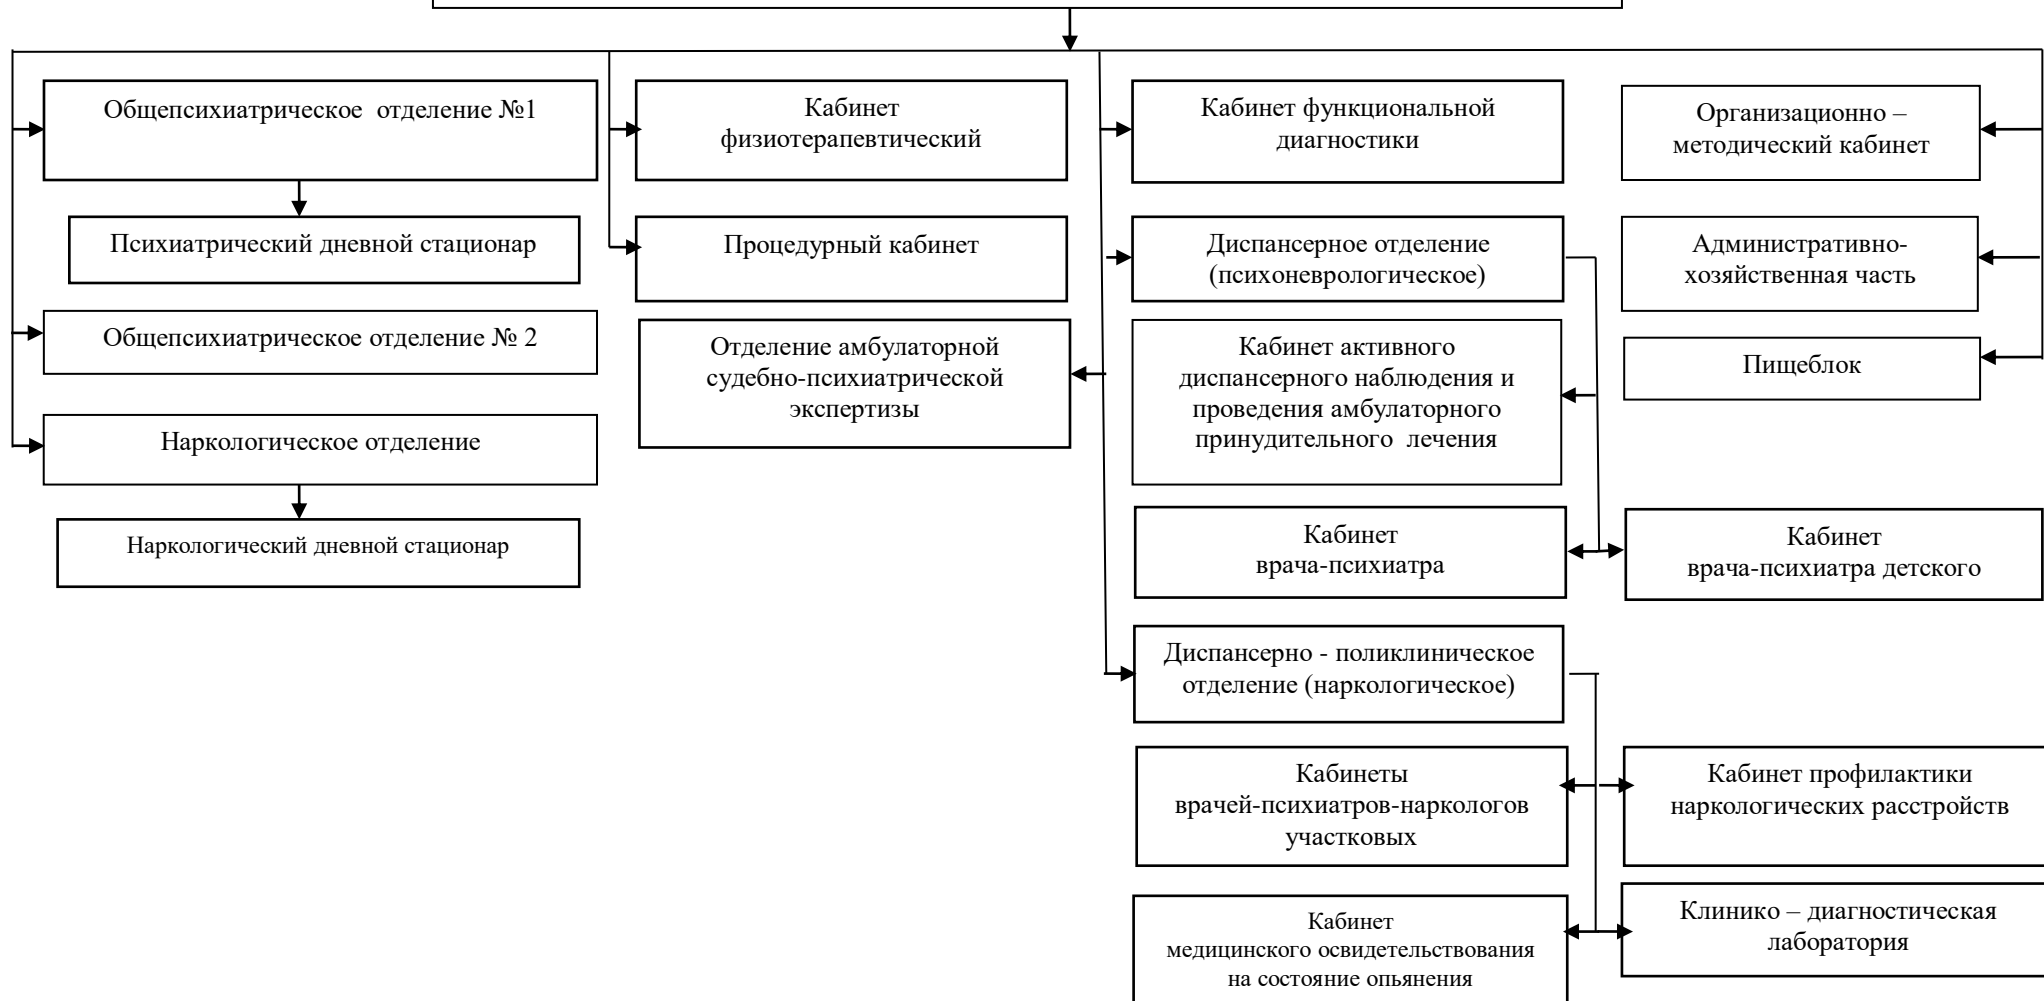 Общепсихиатрическое  отделение №1
Психиатрический дневной стационар
Общепсихиатрическое отделение № 2
Наркологическое отделение
Наркологический дневной стационар
Кабинет
физиотерапевтический
Процедурный кабинет
Отделение амбулаторной
судебно-психиатрической
экспертизы
Кабинет функциональной
диагностики
Диспансерное отделение
(психоневрологическое)
Кабинет активного
диспансерного наблюдения и
проведения амбулаторного
принудительного  лечения
Кабинет
врача-психиатра
Кабинет
врача-психиатра детского
Диспансерно - поликлиническое
отделение (наркологическое)
Кабинеты
врачей-психиатров-наркологов
участковых
Кабинет профилактики
наркологических расстройств
Кабинет
медицинского освидетельствования
на состояние опьянения
Клинико – диагностическая
лаборатория
Организационно –
методический кабинет
Административно-
хозяйственная часть
Пищеблок